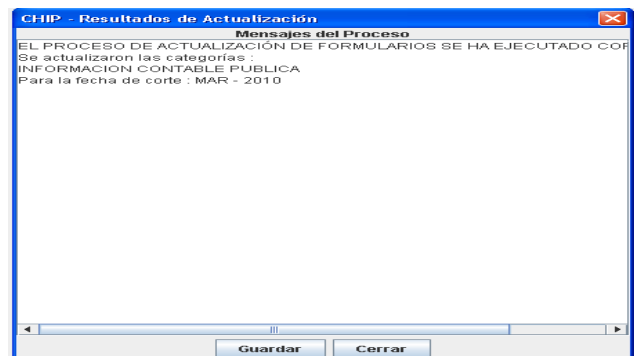 CHIP - Resultados de Actualización
Mensajes del Proceso
EL PROCESO DE ACTUALIZACIÓN DE FORMULARIOS SE HA EJECUTADO
Se actualizaron las categorías :
INFORMACION CONTABLE PUBLICA
Para la fecha de corte : MAR - 2010
Guardar Cerrar